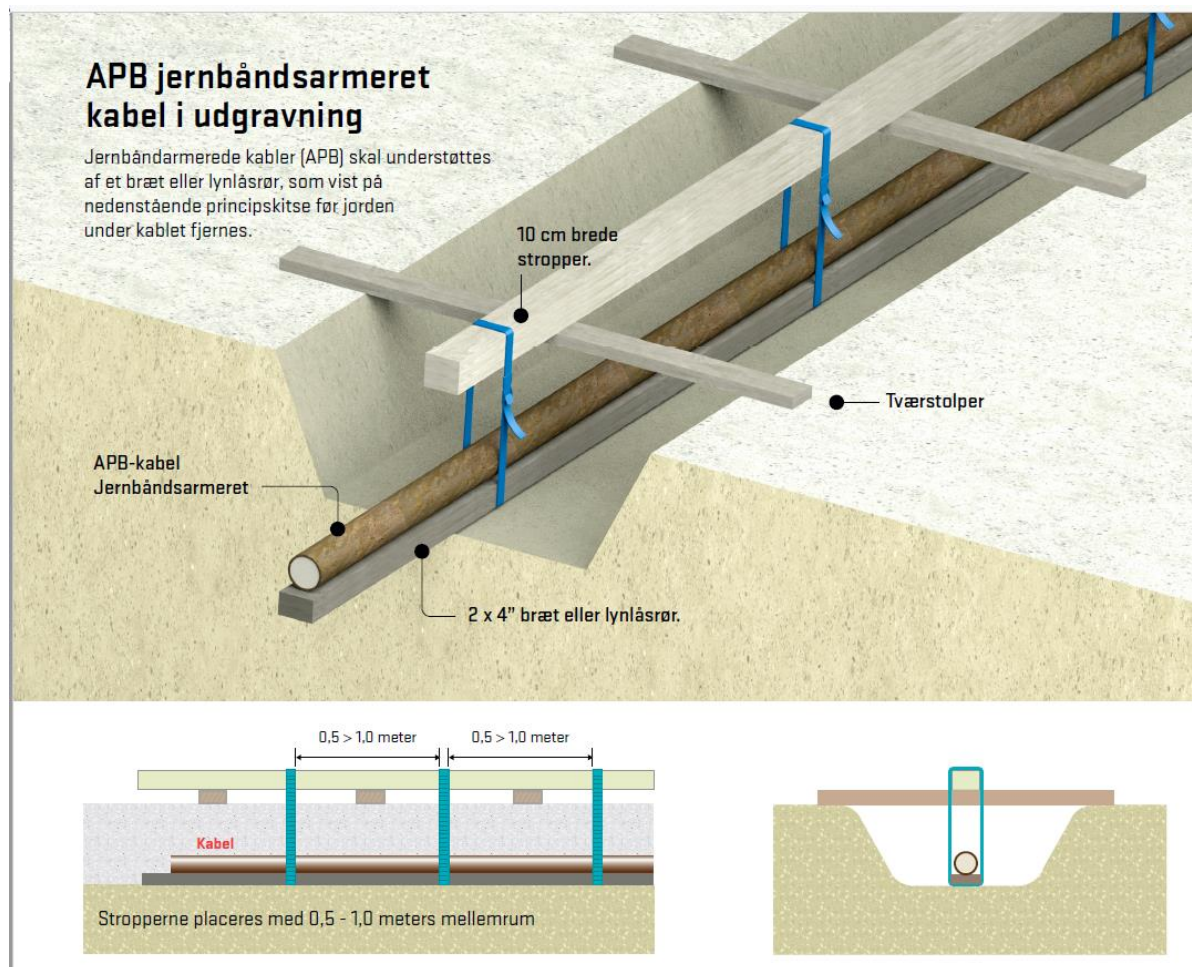 APB jernbåndsarmeret
kabel i udgravning
Jernbåndarmerede kabler (APB) skal understøttes
af et bræt eller lynlåsrør, som vist på
nedenstående principskitse før jorden
under kablet fjernes.
10 cm brede
stropper.
Tværstolper
APB-kabel
Jernbåndsarmeret
2 x 4” bræt eller lynlåsrør.
0,5 > 1,0 meter
0,5 > 1,0 meter
Kabel
Stropperne placeres med 0,5 - 1,0 meters mellemrum